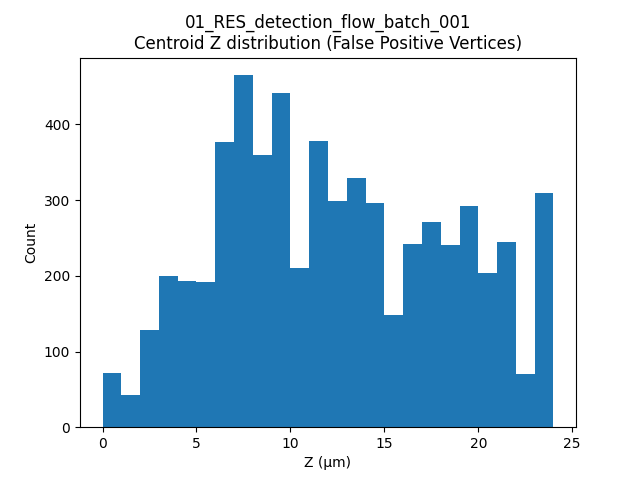 01_RES_detection_flow_batch_001
Centroid Z distribution (False Positive Vertices)
Count
400
300
200
100
0
0 5 10 15 20 25
Z (μm)